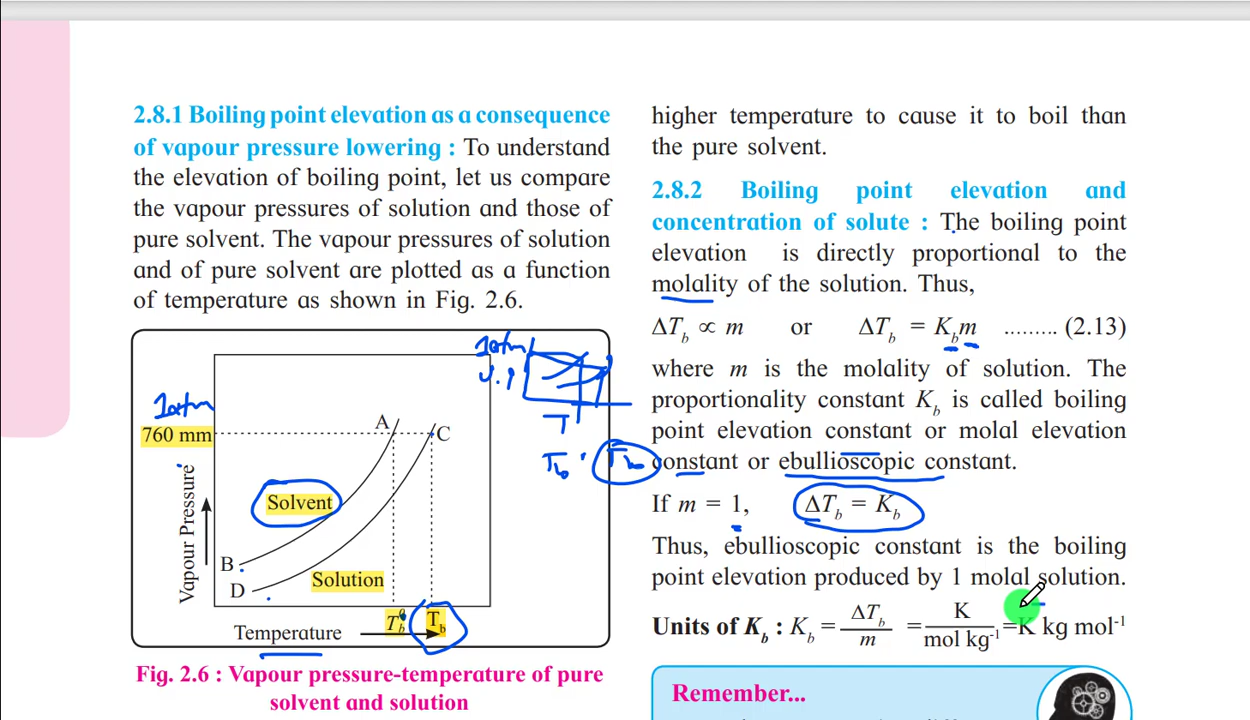 2.8.1 Boiling point elevation as a consequence
of vapour pressure lowering : To understand
the elevation of boiling point, let us compare
the vapour pressures of solution and those of
pure solvent. The vapour pressures of solution
and of pure solvent are plotted as a function
of temperature as shown in Fig. 2.6.
1atm
760 mm
A
C
Vapour Pressure
Solvent
B
D
Solution
T⁰b
Tb
Temperature
1atm
V.P
T
Tb° Tb
Fig. 2.6 : Vapour pressure-temperature of pure
solvent and solution
higher temperature to cause it to boil than
the pure solvent.
2.8.2 Boiling point elevation and
concentration of solute : The boiling point
elevation is directly proportional to the
molality of the solution. Thus,
ΔTb ∝ m or ΔTb = Kbm ......... (2.13)
where m is the molality of solution. The
proportionality constant Kb is called boiling
point elevation constant or molal elevation
constant or ebullioscopic constant.
If m = 1, ΔTb = Kb
Thus, ebullioscopic constant is the boiling
point elevation produced by 1 molal solution.
Units of Kb : Kb = ΔTb/m = K/mol kg⁻¹ =K kg mol⁻¹
Remember...